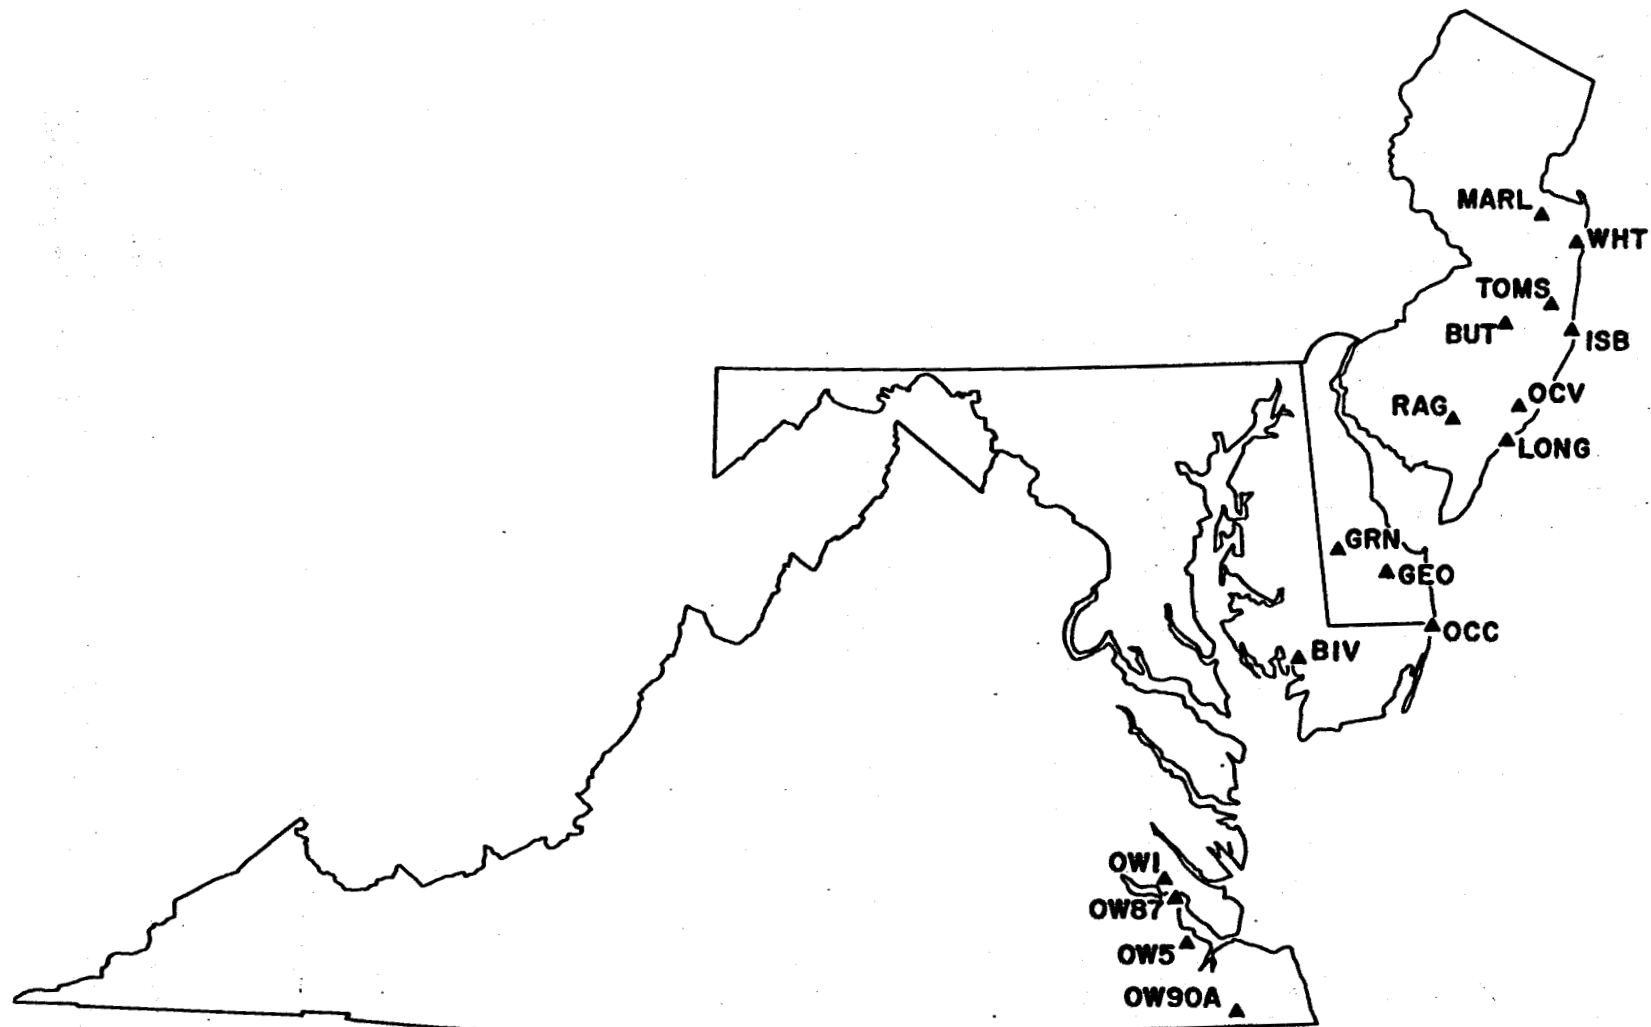 MARL
WHT
TOMS
BUT
ISB
RAG
OCV
LONG
GRN
GEO
OCC
BIV
OW1
OW87
OW5
OW90A